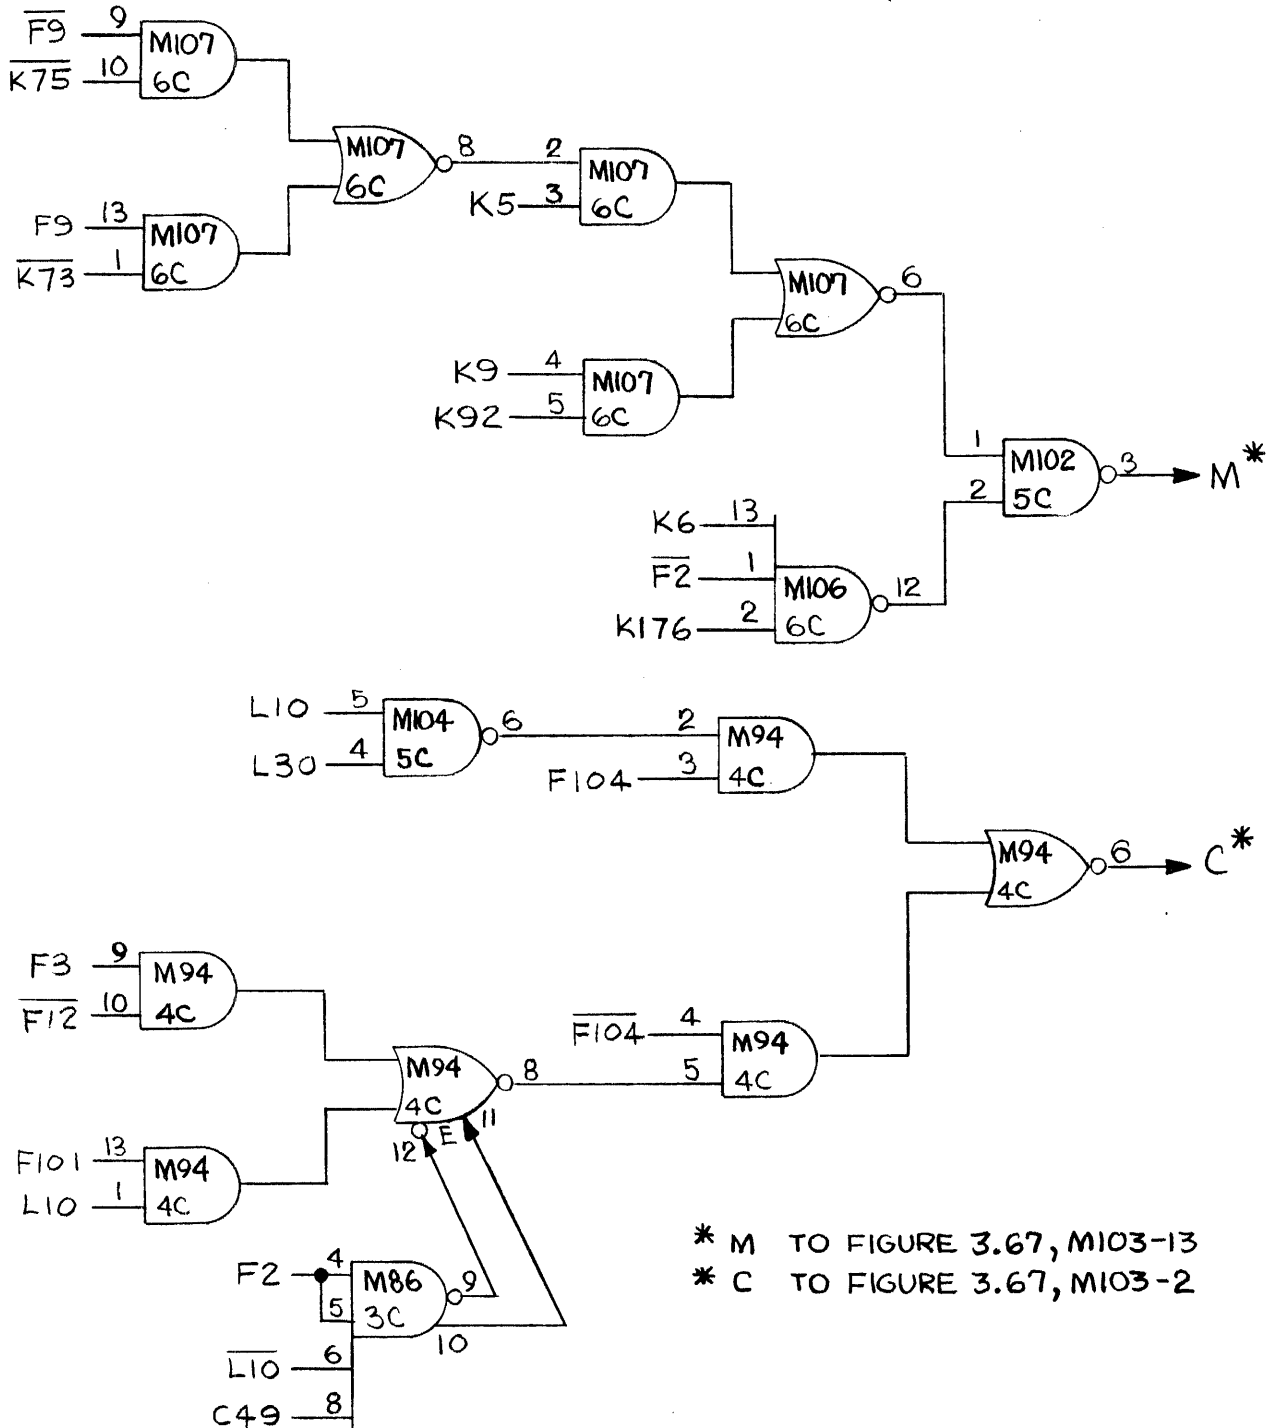 F9 9
K75 10
M107
6C
F9 13
K73 1
M107
6C
M107
6C
8
2
K5 3
M107
6C
K9 4
K92 5
M107
6C
M107
6C
6
K6 13
F2 1
K176 2
M106
6C
12
1
2
M102
5C
3
M*
L10 5
L30 4
M104
5C
6
2
F104 3
M94
4C
F3 9
F12 10
M94
4C
F101 13
L10 1
M94
4C
M94
4C
8
12 E 11
F104 4
5
M94
4C
M94
4C
6
C*
F2 4
5
L10 6
C49 8
M86
3C
9
10
* M TO FIGURE 3.67, M103-13
* C TO FIGURE 3.67, M103-2